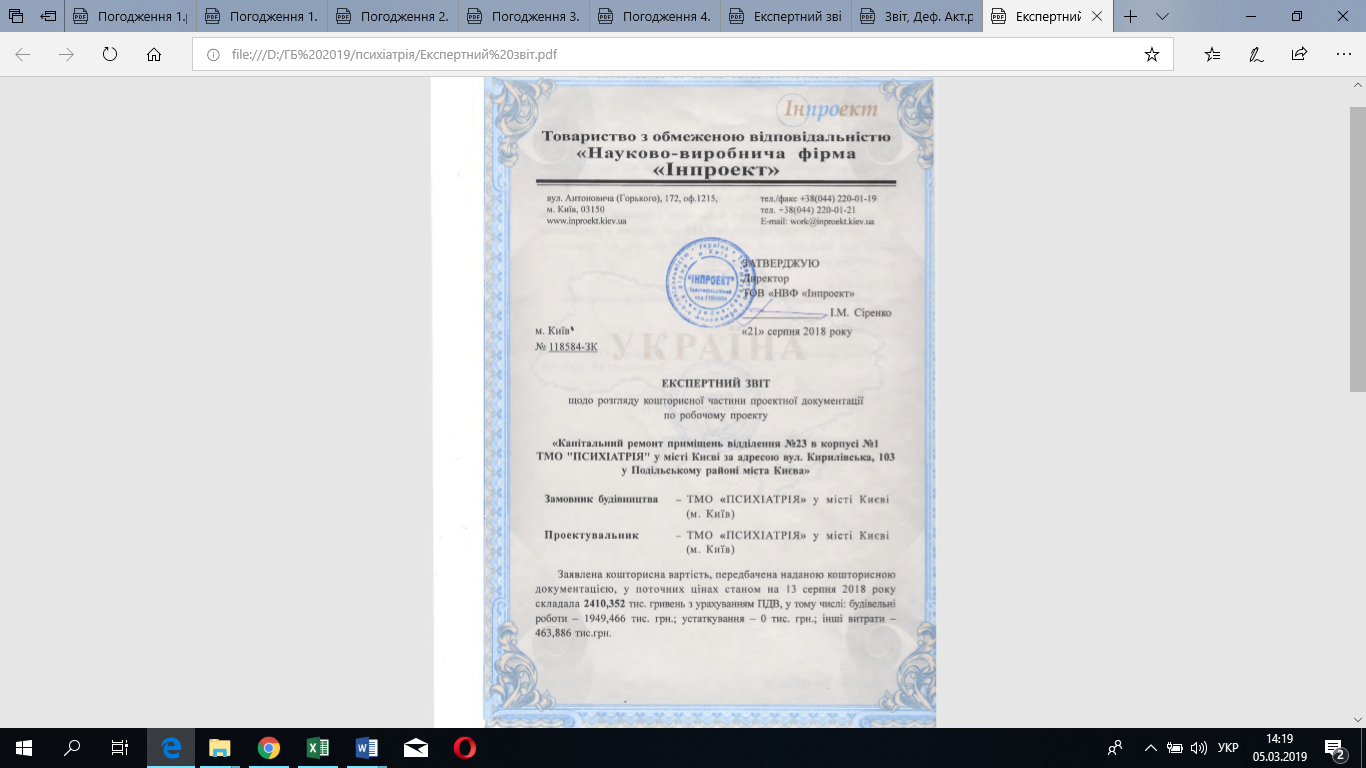 Погодження 1.
Погодження 1.
Погодження 2.
Погодження 3.
Погодження 4.
Експертний зві
Звіт, Деф. Акт.р
Експертний
file:///D:/ГБ%202019/психіатрія/Експертний%20звіт.pdf
Інпроект
Товариство з обмеженою відповідальністю
«Науково-виробнича фірма
«Інпроект»
вул. Антоновича (Горького), 172, оф.1215,
м. Київ, 03150
www.inproekt.kiev.ua
тел./факс +38(044) 220-01-19
тел. +38(044) 220-01-21
E-mail: work@inproekt.kiev.ua
"ІНПРОЕКТ"
ЗАТВЕРДЖУЮ
Директор
ТОВ «НВФ «Інпроект»
І.М. Сіренко
«21» серпня 2018 року
м. Київ
№ 118584-ЗК
УКРАЇНА
ЕКСПЕРТНИЙ ЗВІТ
щодо розгляду кошторисної частини проектної документації
по робочому проекту
«Капітальний ремонт приміщень відділення №23 в корпусі №1
ТМО "ПСИХІАТРІЯ" у місті Києві за адресою вул. Кирилівська, 103
у Подільському районі міста Києва»
Замовник будівництва – ТМО «ПСИХІАТРІЯ» у місті Києві
(м. Київ)
Проектувальник – ТМО «ПСИХІАТРІЯ» у місті Києві
(м. Київ)
Заявлена кошторисна вартість, передбачена наданою кошторисною
документацією, у поточних цінах станом на 13 серпня 2018 року
складала 2410,352 тис. гривень з урахуванням ПДВ, у тому числі: будівельні
роботи – 1949,466 тис. грн.; устаткування – 0 тис. грн.; інші витрати –
463,886 тис.грн.
УКР
14:19
05.03.2019
2